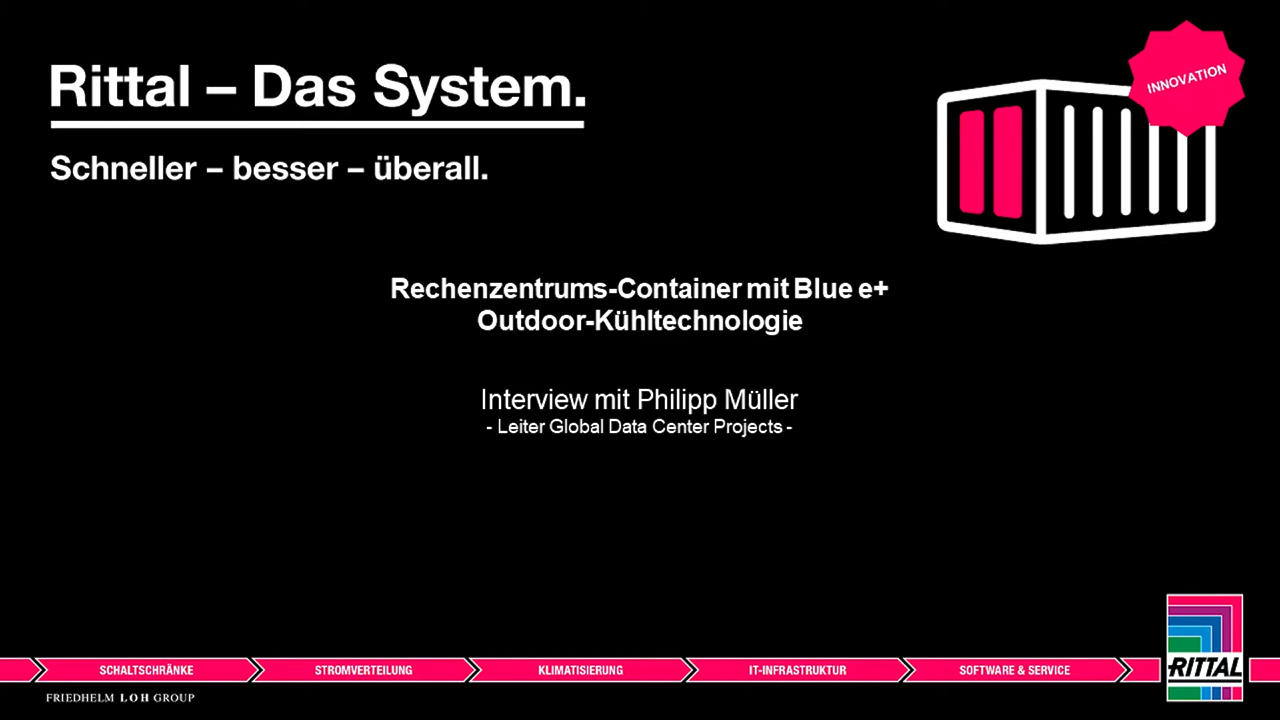 Rittal – Das System.
Schneller – besser – überall.
INNOVATION
Rechenzentrums-Container mit Blue e+
Outdoor-Kühltechnologie
Interview mit Philipp Müller
- Leiter Global Data Center Projects -
SCHALTSCHRÄNKE
STROMVERTEILUNG
KLIMATISIERUNG
IT-INFRASTRUKTUR
SOFTWARE & SERVICE
RITTAL
FRIEDHELM LOH GROUP